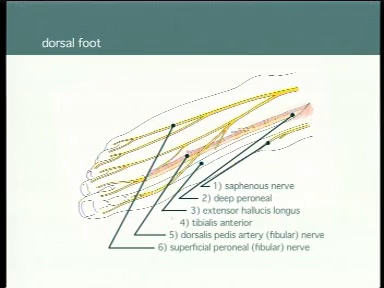 dorsal foot
1) saphenous nerve
2) deep peroneal
3) extensor hallucis longus
4) tibialis anterior
5) dorsalis pedis artery (fibular) nerve
6) superficial peroneal (fibular) nerve